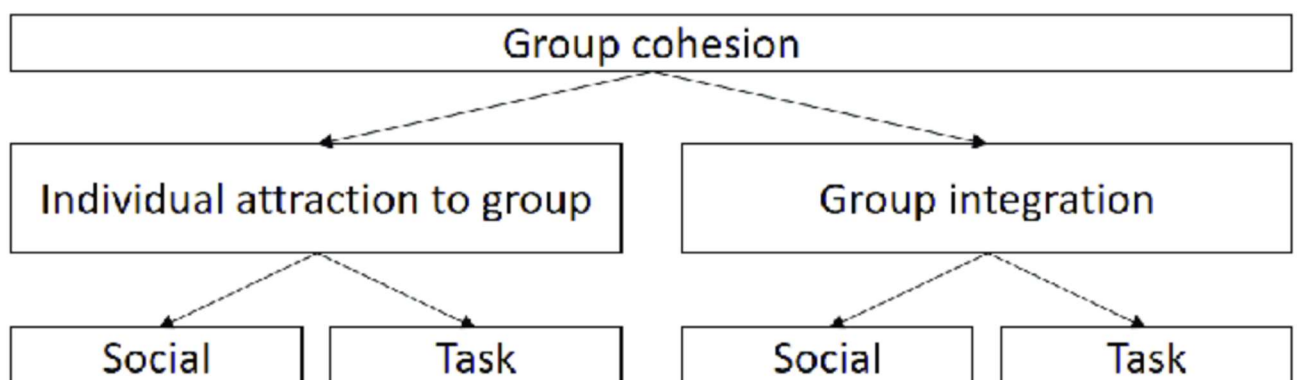 Group cohesion
Individual attraction to group
Group integration
Social
Task
Social
Task